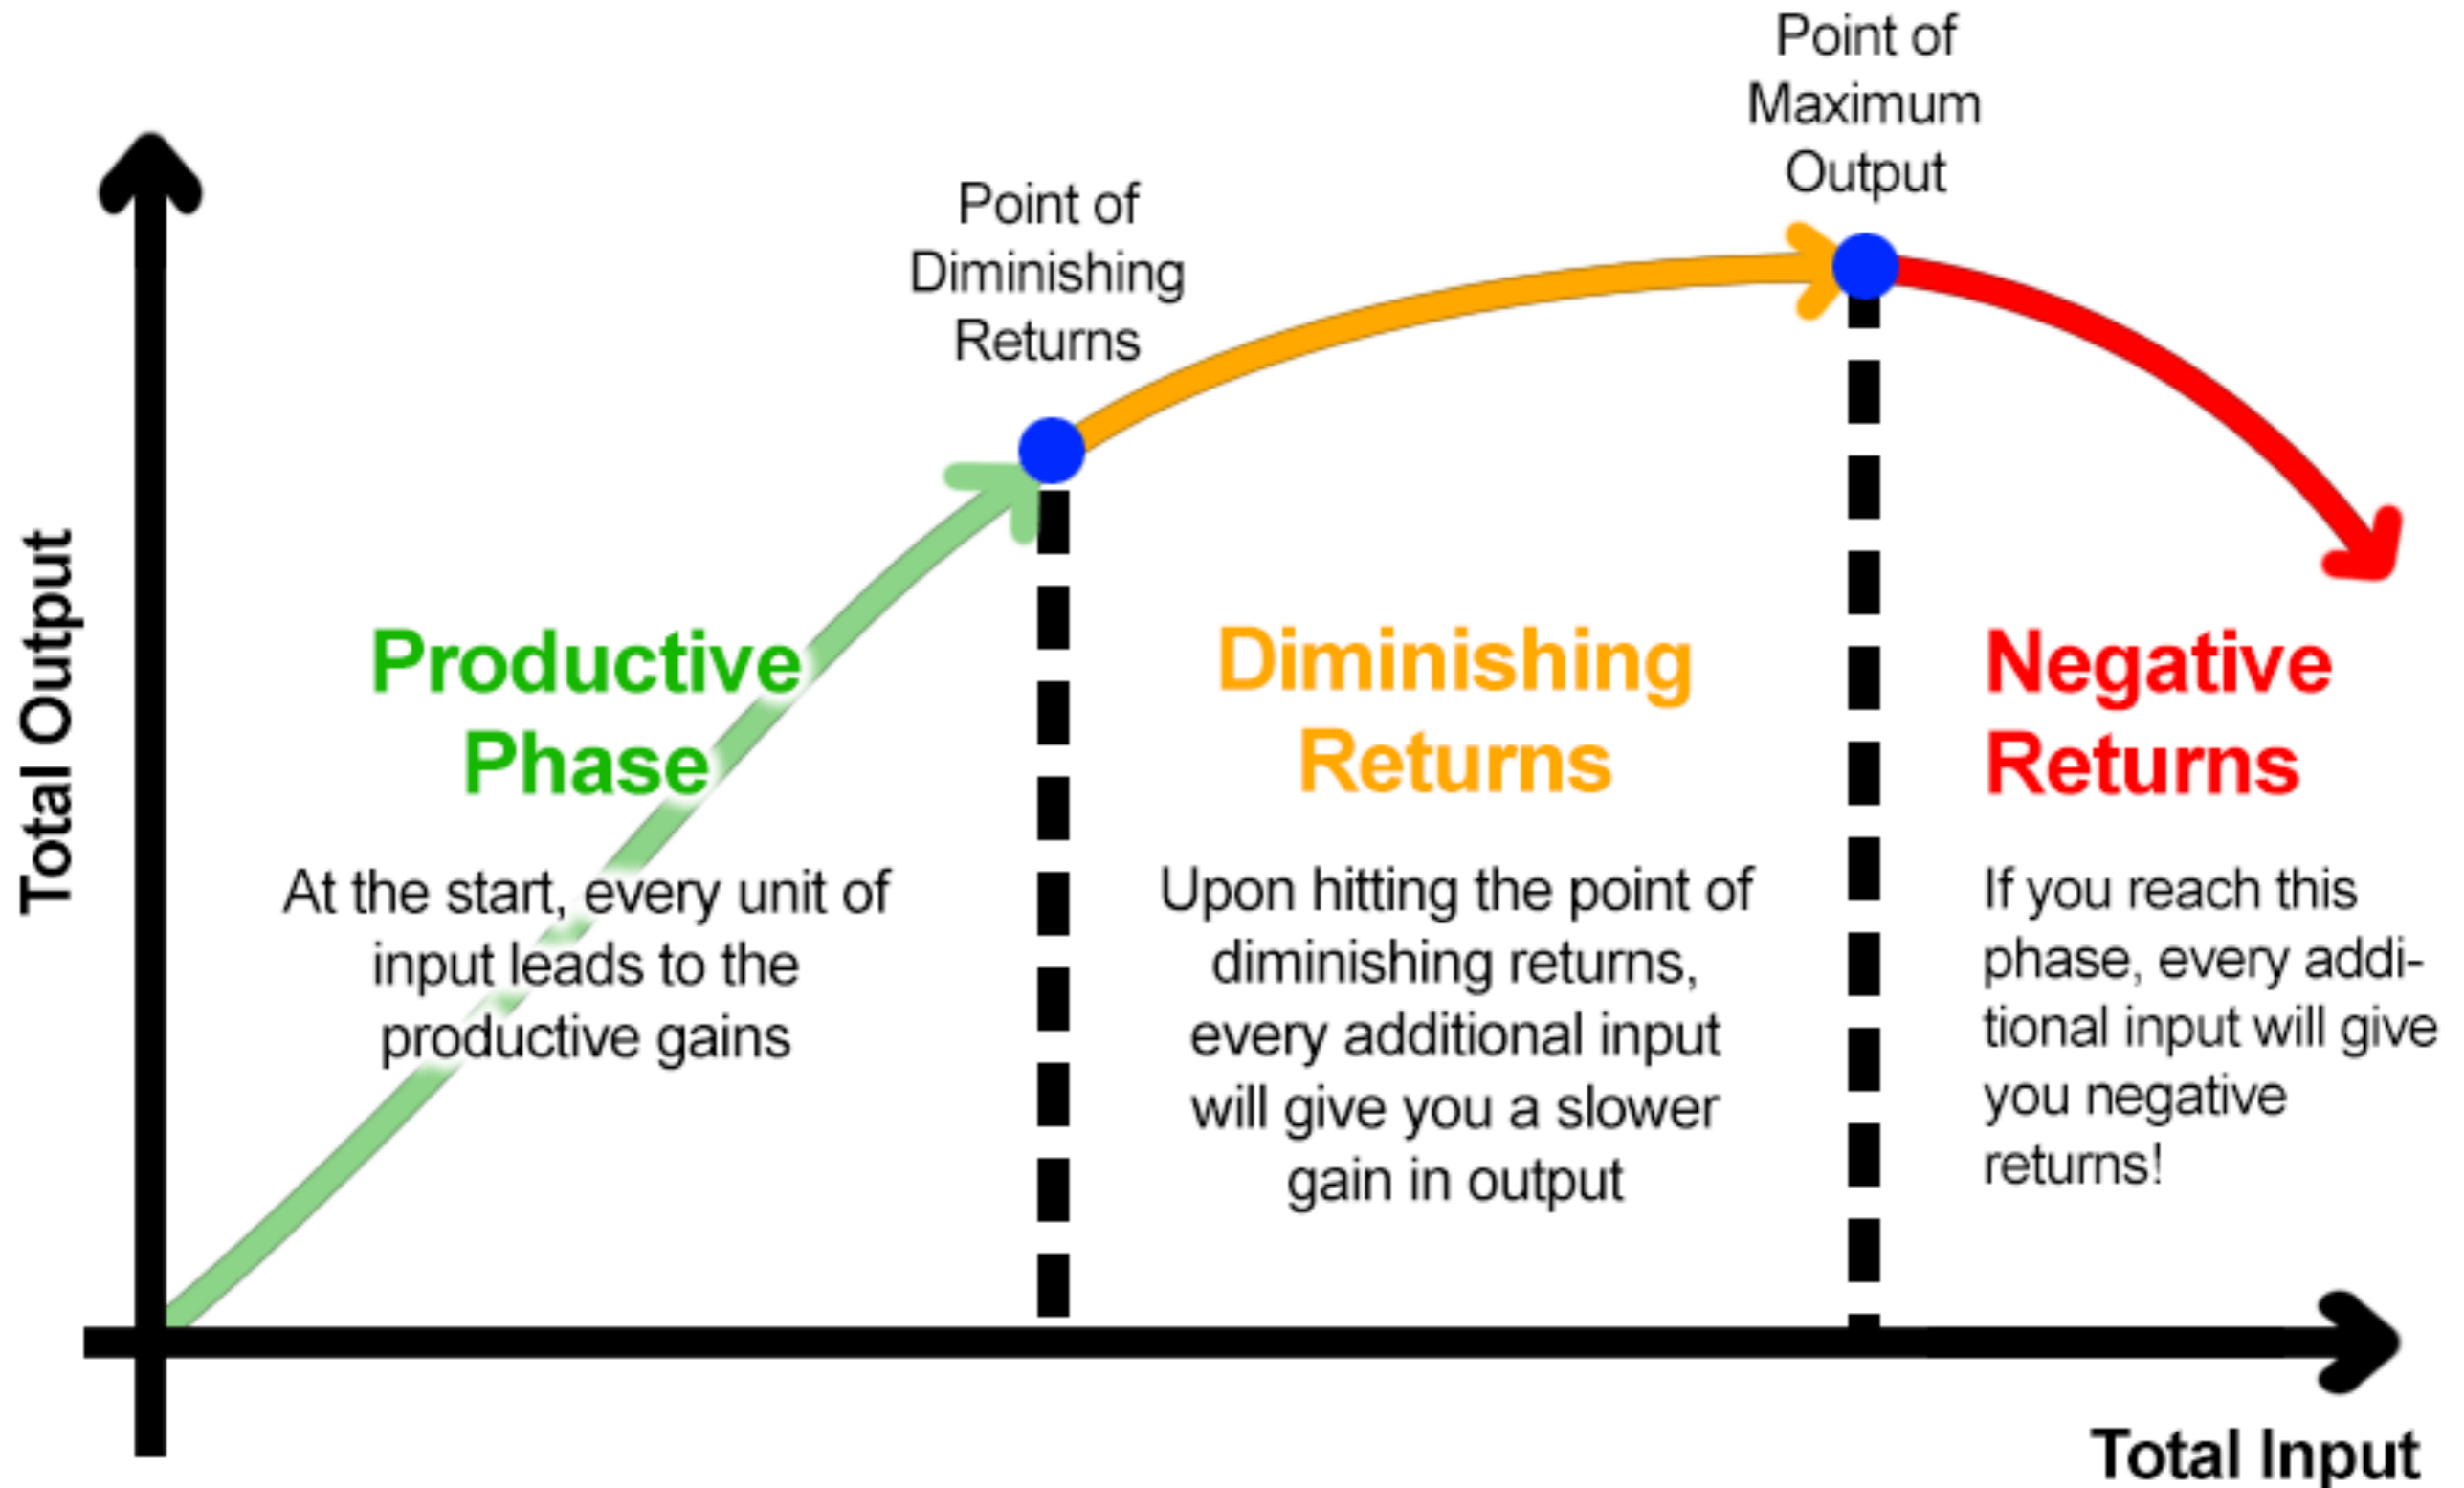 Point of
Maximum
Output
Point of
Diminishing
Returns
Total Output
Productive
Phase
At the start, every unit of
input leads to the
productive gains
Diminishing
Returns
Upon hitting the point of
diminishing returns,
every additional input
will give you a slower
gain in output
Negative
Returns
If you reach this
phase, every addi-
tional input will give
you negative
returns!
Total Input